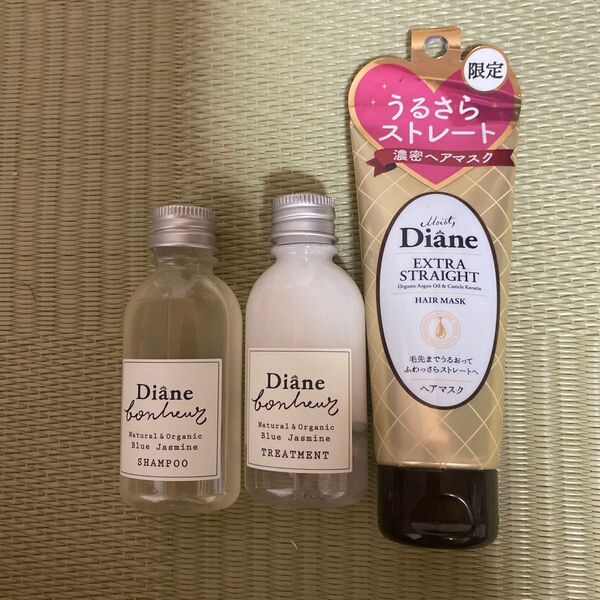 Diane
bonheur
Natural & Organic
Blue Jasmine
SHAMPOO
Diane
bonheur
Natural & Organic
Blue Jasmine
TREATMENT
限定
うるさら
ストレート
濃密ヘアマスク
Moist
Diane
EXTRA
STRAIGHT
Organic Argan Oil & Cuticle Keratin
HAIR MASK
毛先までうるおって
ふわっさらストレートへ
ヘアマスク